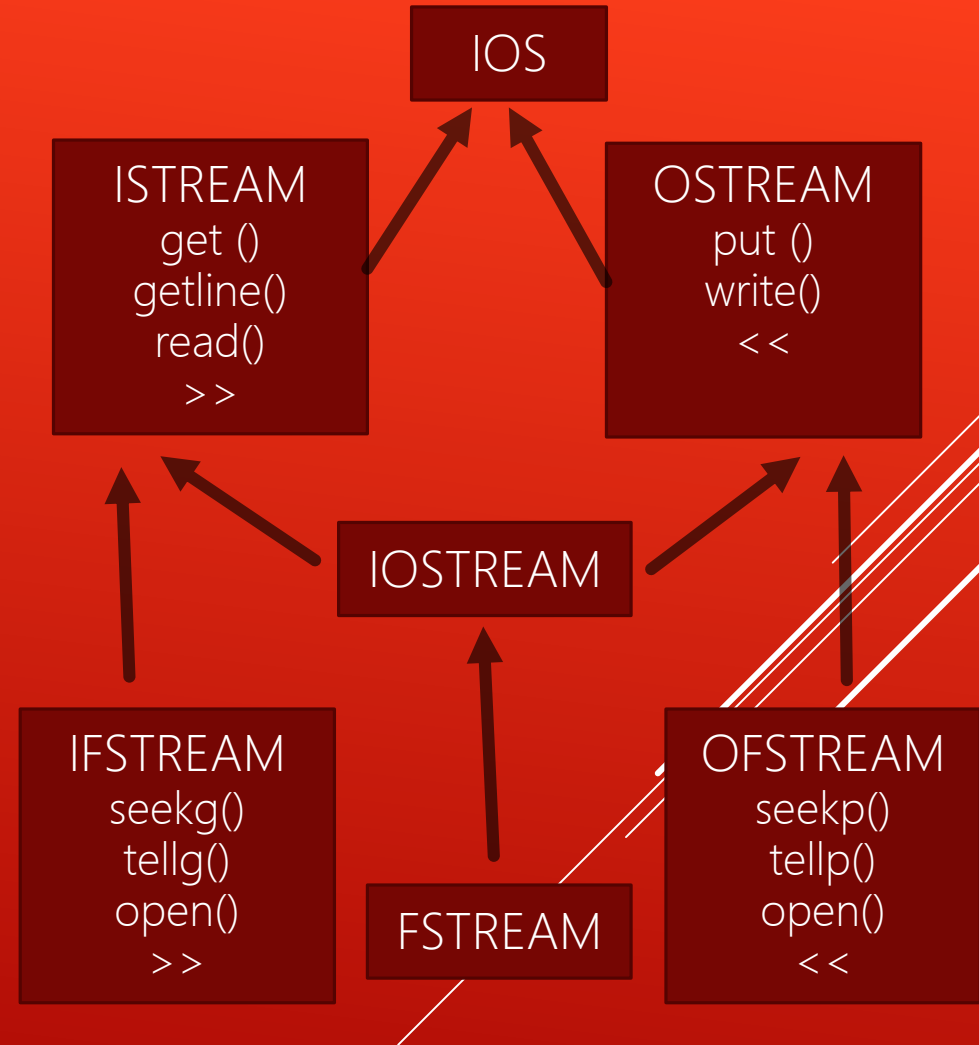 IOS
ISTREAM
get ()
getline()
read()
>>
OSTREAM
put ()
write()
<<
IOSTREAM
IFSTREAM
seekg()
tellg()
open()
>>
FSTREAM
OFSTREAM
seekp()
tellp()
open()
<<